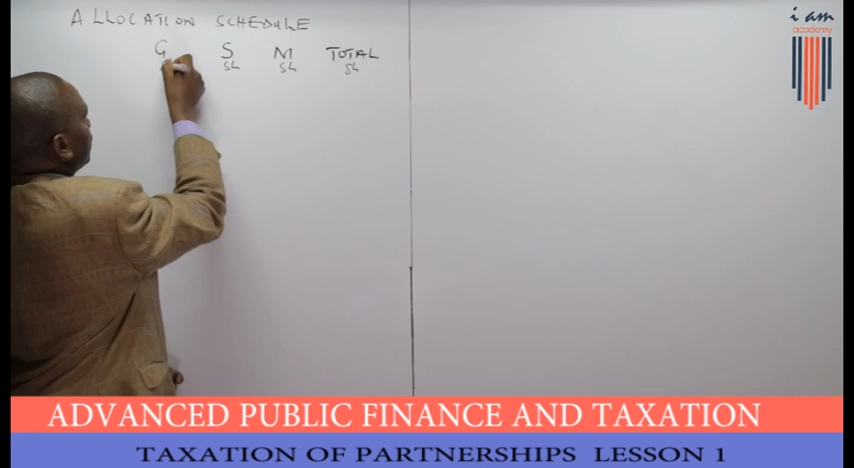 ALLOCATION SCHEDULE
G S M TOTAL
sh sh sh
i am
academy
ADVANCED PUBLIC FINANCE AND TAXATION
TAXATION OF PARTNERSHIPS LESSON 1